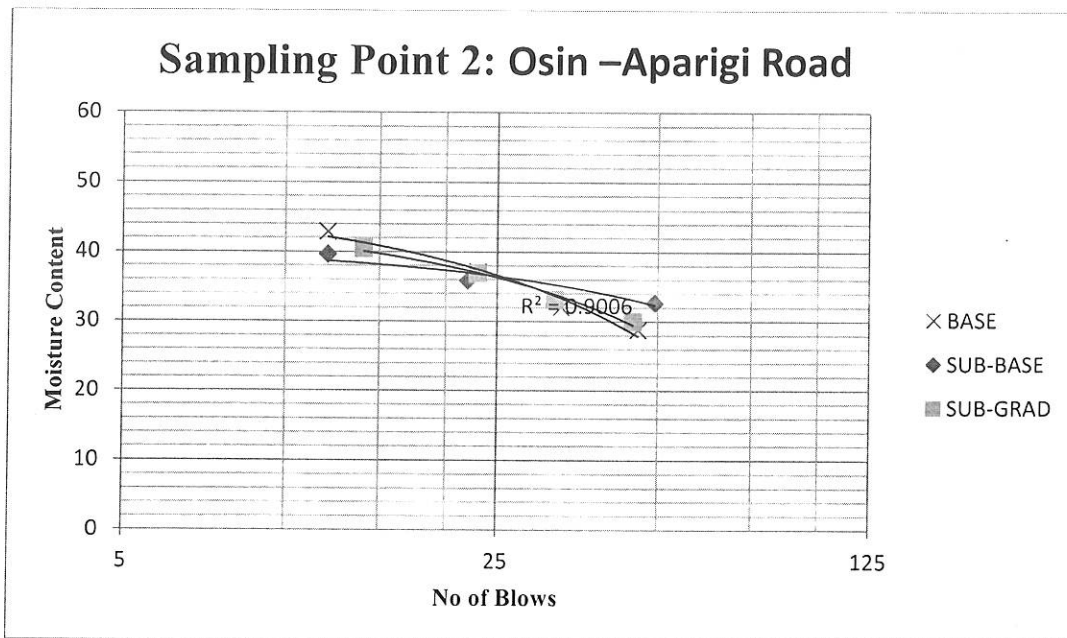 Sampling Point 2: Osin –Aparigi Road
60
50
40
30
20
10
0
Moisture Content
R² = 0.9006
5
25
125
No of Blows
BASE
SUB-BASE
SUB-GRAD